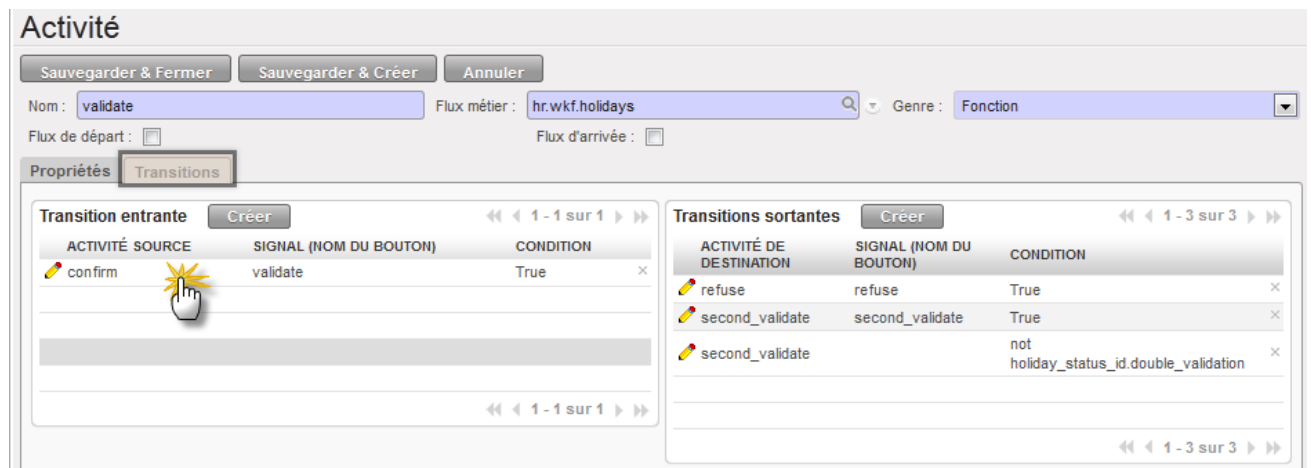 Activité
Sauvegarder & Fermer Sauvegarder & Créer Annuler
Nom : validate Flux métier : hr.wkf.holidays Genre : Fonction
Flux de départ : Flux d'arrivée :
Propriétés Transitions
Transition entrante Créer 1 - 1 sur 1
ACTIVITÉ SOURCE SIGNAL (NOM DU BOUTON) CONDITION
confirm validate True
1 - 1 sur 1
Transitions sortantes Créer 1 - 3 sur 3
ACTIVITÉ DE DESTINATION SIGNAL (NOM DU BOUTON) CONDITION
refuse refuse True
second_validate second_validate True
second_validate not holiday_status_id.double_validation
1 - 3 sur 3